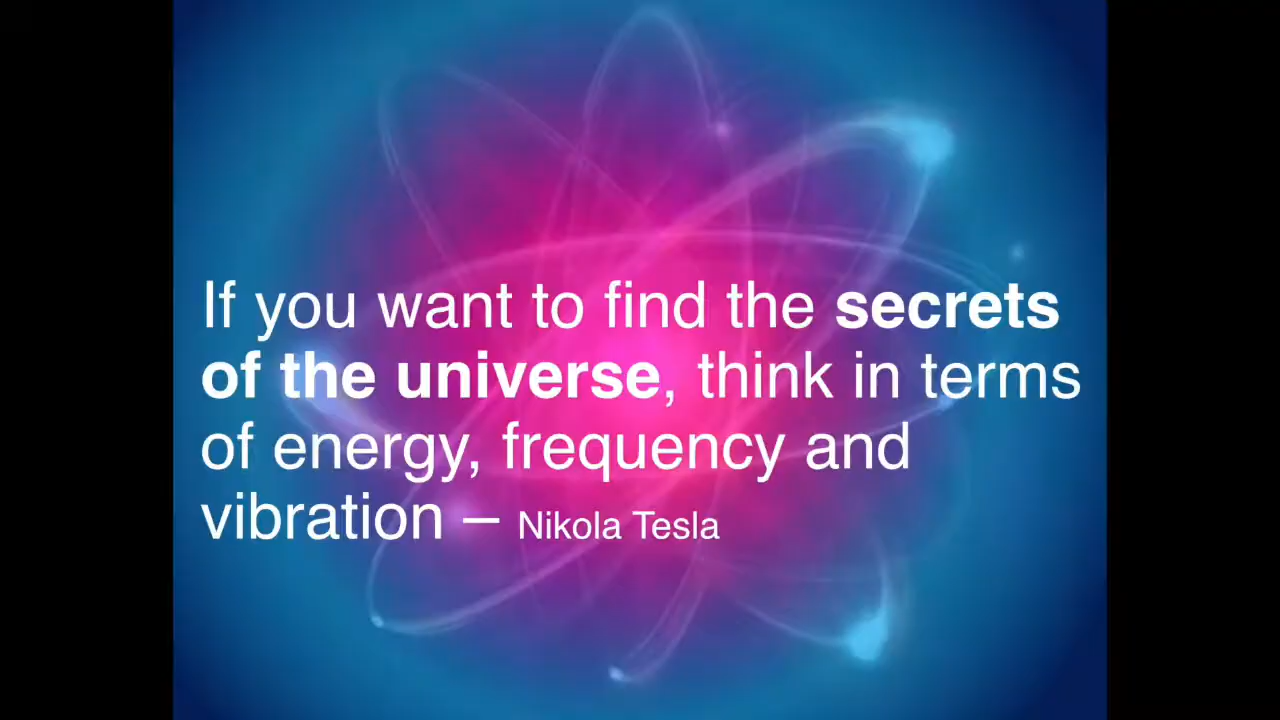 If you want to find the secrets
of the universe, think in terms
of energy, frequency and
vibration – Nikola Tesla